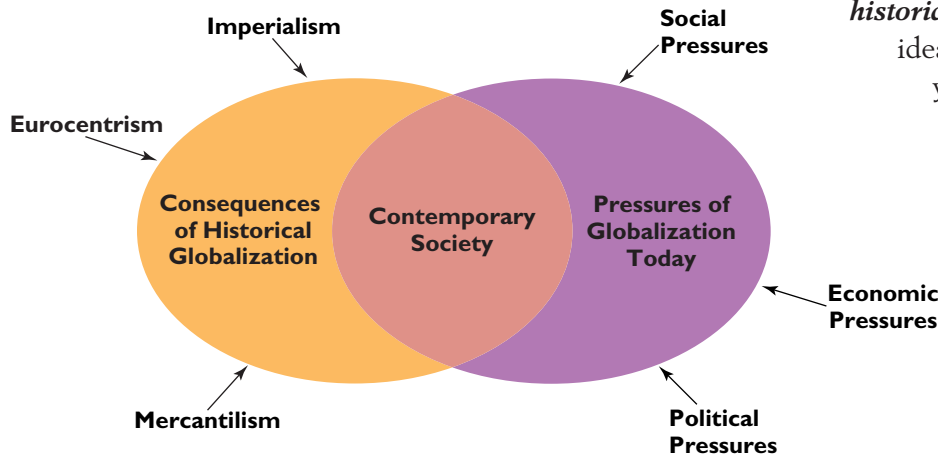 Imperialism
Social
Pressures
Eurocentrism
Consequences
of Historical
Globalization
Contemporary
Society
Pressures of
Globalization
Today
Economic
Pressures
Mercantilism
Political
Pressures